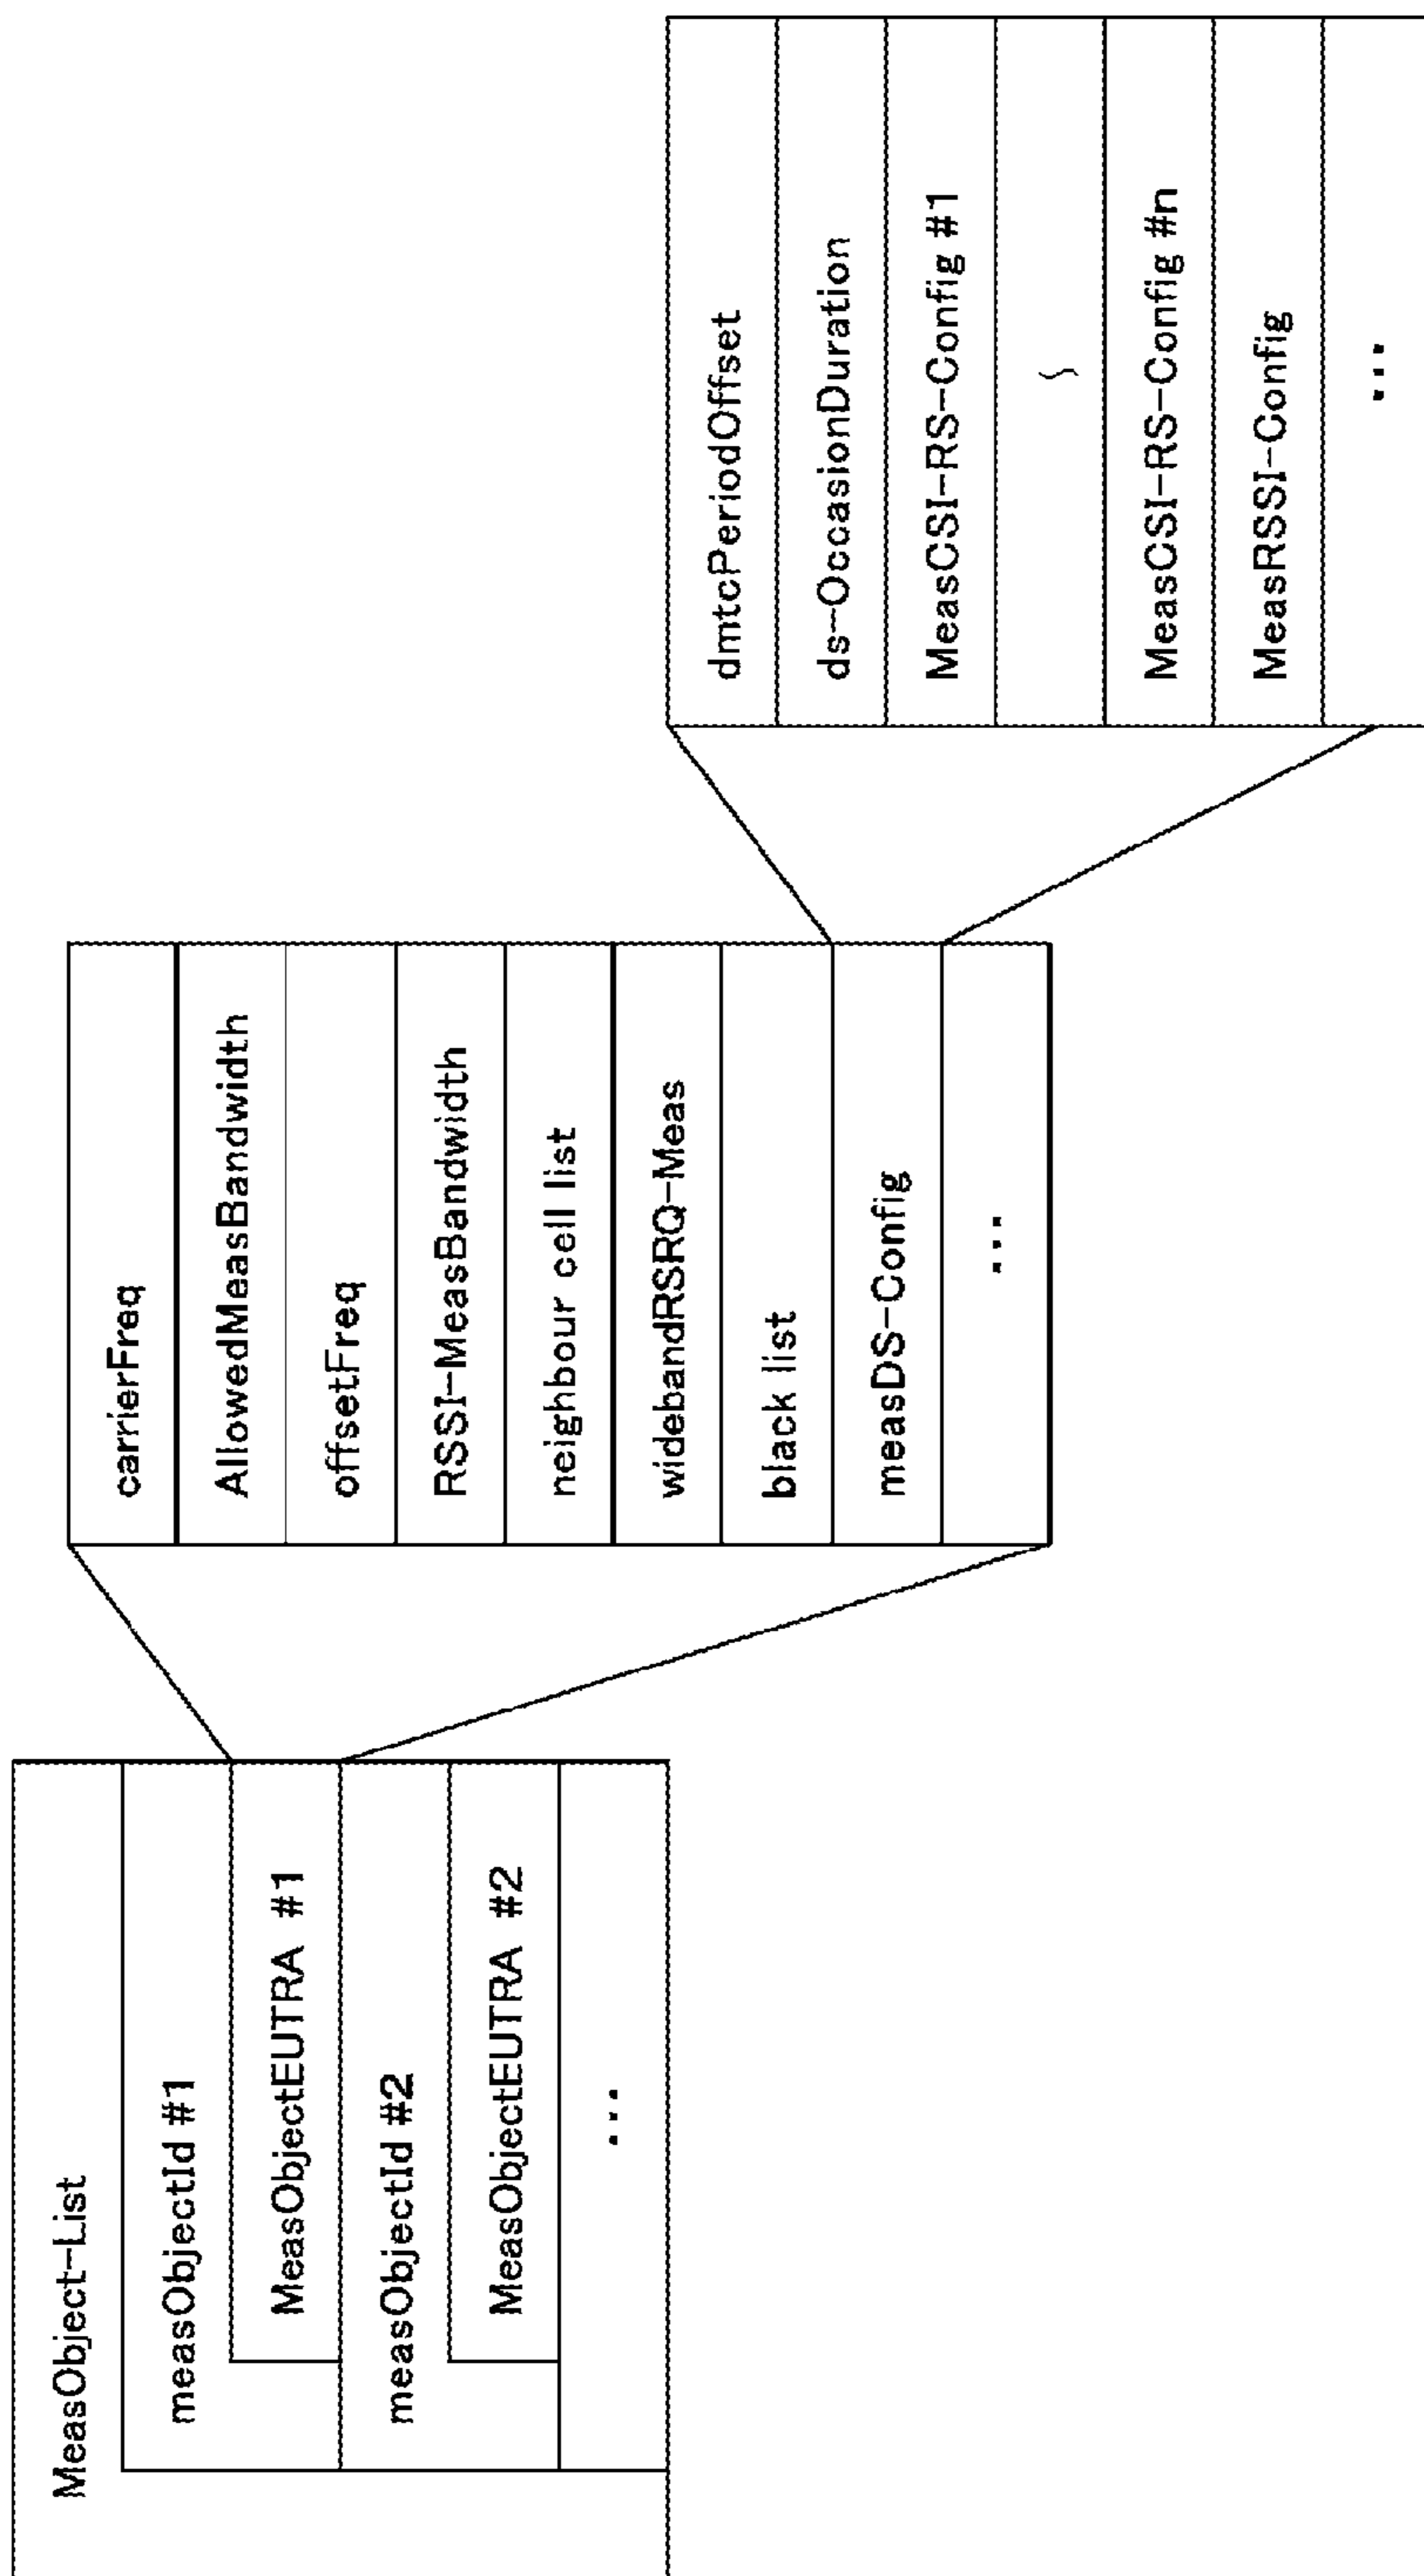 MeasObject-List
measObjectId #1
MeasObjectEUTRA #1
measObjectId #2
MeasObjectEUTRA #2
...
carrierFreq
AllowedMeasBandwidth
offsetFreq
RSSI-MeasBandwidth
neighbour cell list
widebandRSRQ-Meas
black list
measDS-Config
...
dmtcPeriodOffset
ds-OccasionDuration
MeasCSI-RS-Config #1
~
MeasCSI-RS-Config #n
MeasRSSI-Config
...